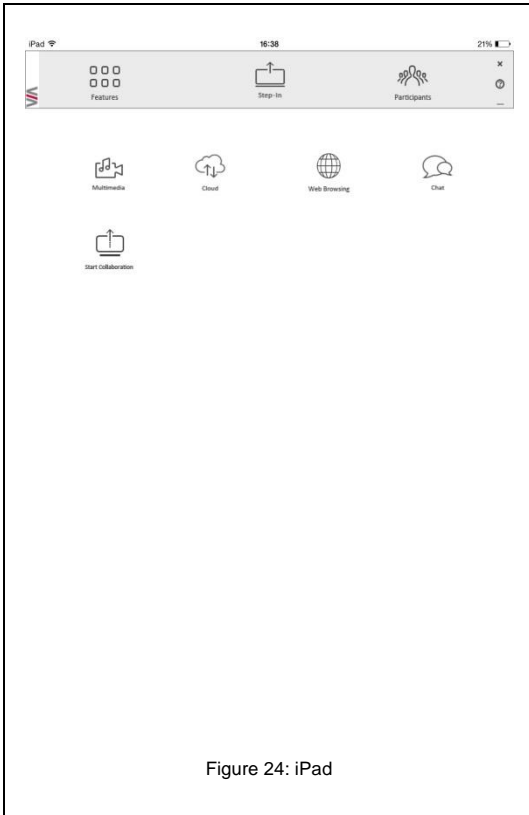 iPad 16:38 21%
Features Step-In Participants
Multimedia Cloud Web Browsing Chat
Start Collaboration
Figure 24: iPad